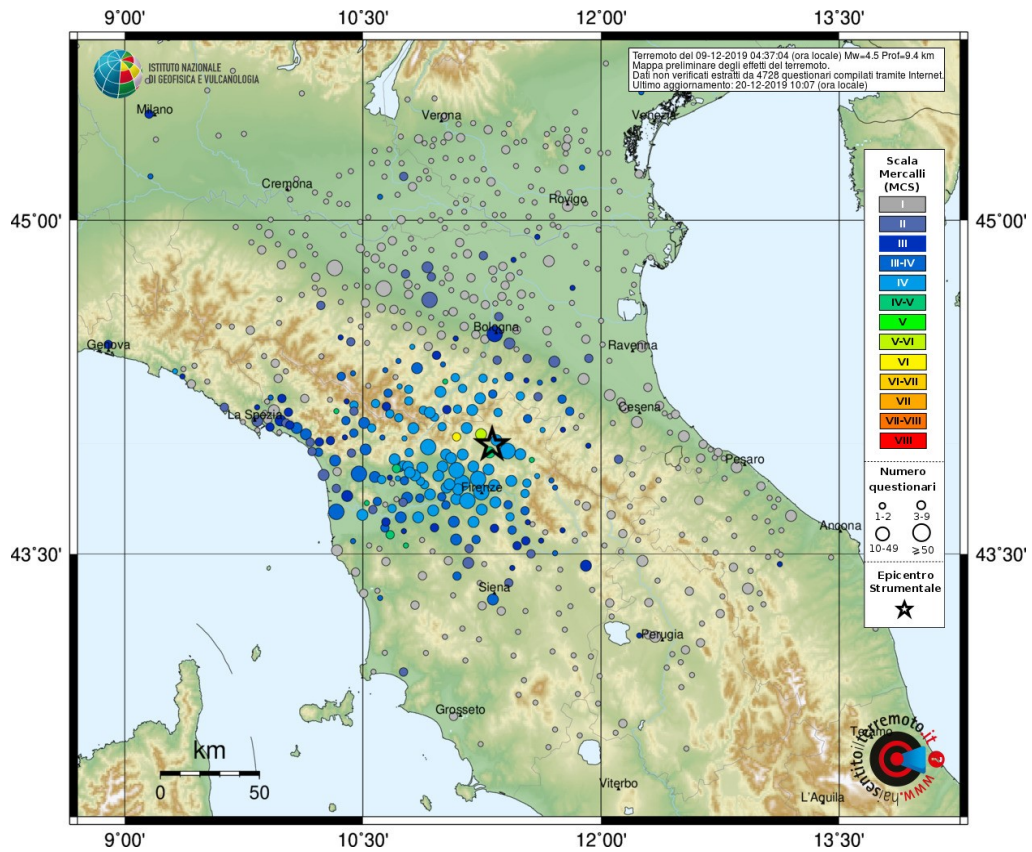 9°00'
10°30'
12°00'
13°30'
ISTITUTO NAZIONALE
DI GEOFISICA E VULCANOLOGIA
Terremoto del 09-12-2019 04:37:04 (ora locale) Mw=4.5 Prof=9.4 km
Mappa preliminare degli effetti del terremoto.
Dati non verificati estratti da 4728 questionari compilati tramite Internet.
Ultimo aggiornamento: 20-12-2019 10:07 (ora locale)
Milano
Verona
Venezia
Cremona
Rovigo
45°00'
45°00'
Bologna
Genova
Ravenna
La Spezia
Cesena
Pesaro
Firenze
Ancona
43°30'
43°30'
Siena
Perugia
Grosseto
Teramo
Viterbo
L'Aquila
Scala
Mercalli
(MCS)
I
II
III
III-IV
IV
IV-V
V
V-VI
VI
VI-VII
VII
VII-VIII
VIII
Numero
questionari
1-2
3-9
10-49
⩾50
Epicentro
Strumentale
km
0
50
www.haisentitoilterremoto.it
?
9°00'
10°30'
12°00'
13°30'